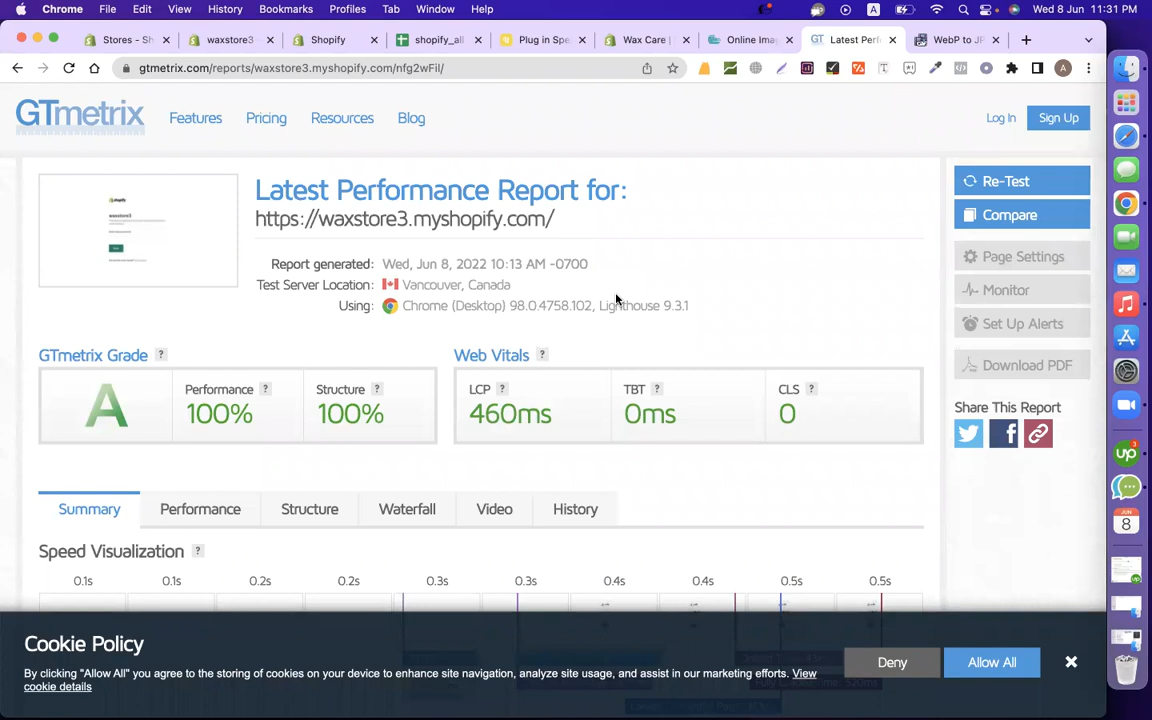 Chrome File Edit View History Bookmarks Profiles Tab Window Help A Wed 8 Jun 11:31 PM
Stores - Sh waxstore3 Shopify shopify_all Plug in Spe Wax Care | Online Ima Latest Perf WebP to JP
gtmetrix.com/reports/waxstore3.myshopify.com/nfg2wFil/
GTmetrix Features Pricing Resources Blog Log In Sign Up
Latest Performance Report for:
https://waxstore3.myshopify.com/
Report generated: Wed, Jun 8, 2022 10:13 AM -0700
Test Server Location: Vancouver, Canada
Using: Chrome (Desktop) 98.0.4758.102, Lighthouse 9.3.1
Re-Test
Compare
Page Settings
Monitor
Set Up Alerts
Download PDF
Share This Report
GTmetrix Grade ? Web Vitals ?
Performance ? Structure ? LCP ? TBT ? CLS ?
A 100% 100% 460ms 0ms 0
Summary Performance Structure Waterfall Video History
Speed Visualization ?
0.1s 0.1s 0.2s 0.2s 0.3s 0.3s 0.4s 0.4s 0.5s 0.5s
Cookie Policy
By clicking "Allow All" you agree to the storing of cookies on your device to enhance site navigation, analyze site usage, and assist in our marketing efforts. View
cookie details
Deny Allow All